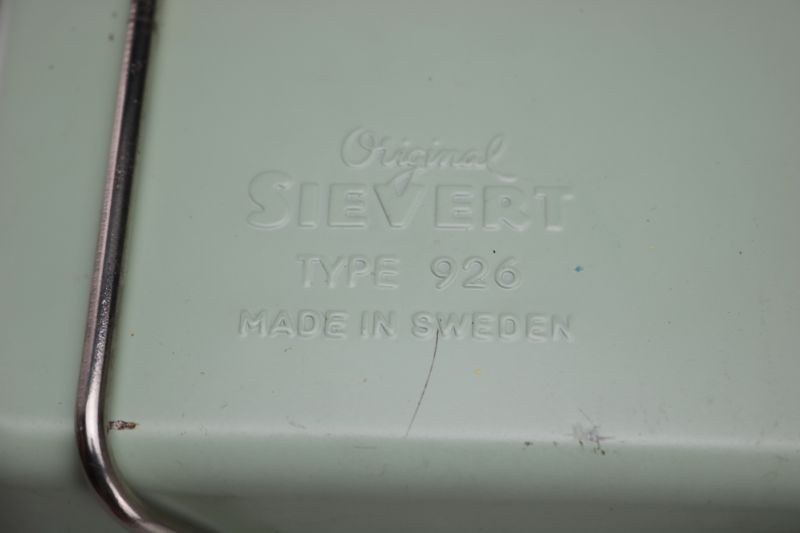 Original
SIEVERT
TYPE 926
MADE IN SWEDEN